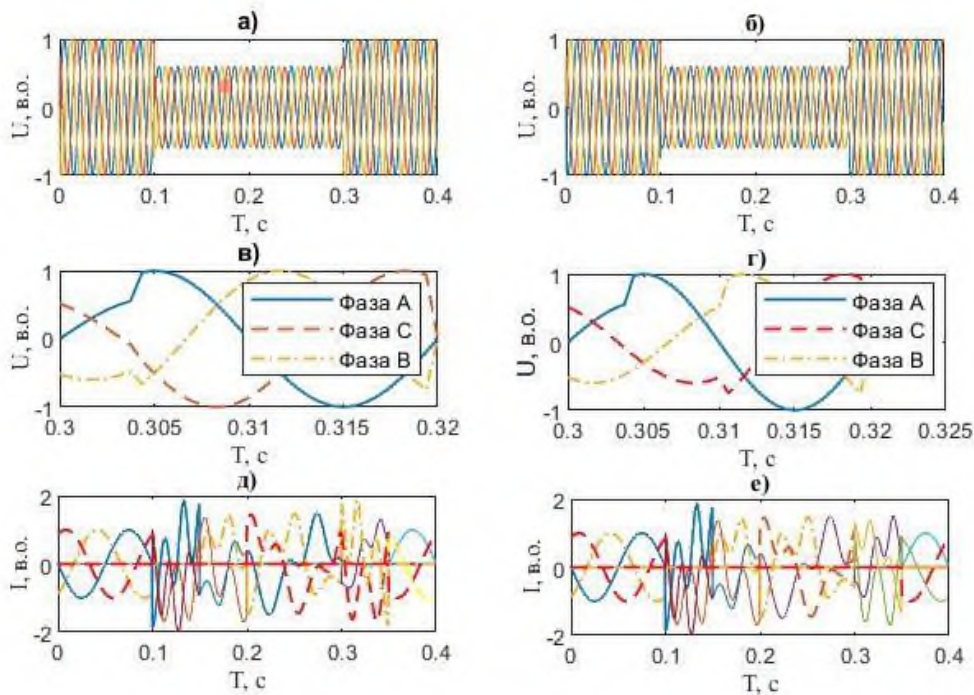 а)
1
0
-1
U, в.о.
0
0.1
0.2
0.3
0.4
T, с
б)
1
0
-1
U, в.о.
0
0.1
0.2
0.3
0.4
T, с
в)
1
0
-1
U, в.о.
Фаза А
Фаза С
Фаза В
0.3
0.305
0.31
0.315
0.32
T, с
г)
1
0
-1
U, в.о.
Фаза А
Фаза С
Фаза В
0.3
0.305
0.31
0.315
0.32
0.325
T, с
д)
2
0
-2
I, в.о.
0
0.1
0.2
0.3
0.4
T, с
е)
2
0
-2
I, в.о.
0
0.1
0.2
0.3
0.4
T, с